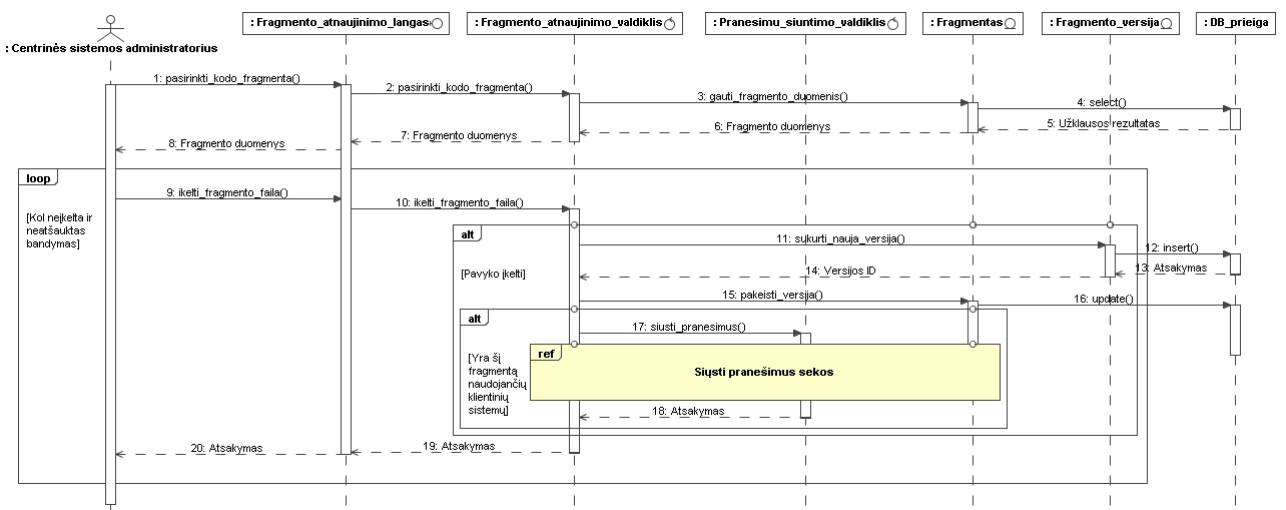 : Fragmento_atnaujinimo_langas
: Fragmento_atnaujinimo_valdiklis
: Pranesimu_siuntimo_valdiklis
: Fragmentas
: Fragmento_versija
: DB_prieiga
: Centrinės sistemos administratorius
1: pasirinkti_kodo_fragmenta()
2: pasirinkti_kodo_fragmenta()
3: gauti_fragmento_duomenis()
4: select()
5: Užklausos rezultatas
6: Fragmento duomenys
7: Fragmento duomenys
8: Fragmento duomenys
loop
9: ikelti_fragmento_faila()
10: ikelti_fragmento_faila()
[Kol neįkelta ir
neatšauktas
bandymas]
alt
11: sukurti_nauja_versija()
12: insert()
[Pavyko įkelti]
13: Atsakymas
14: Versijos ID
15: pakeisti_versija()
16: update()
alt
17: siusti_pranesimus()
[Yra šį
fragmentą
naudojančių
klientinių
sistemų]
ref
Siųsti pranešimus sekos
18: Atsakymas
19: Atsakymas
20: Atsakymas